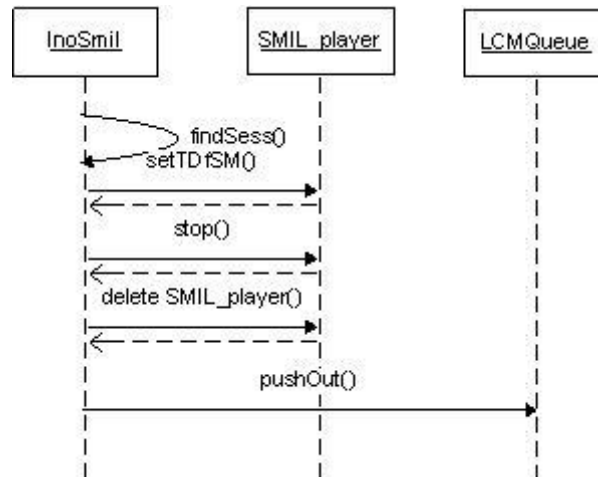 InoSmil
SMIL_player
LCMQueue
findSess()
setTDfSM()
stop()
delete SMIL_player()
pushOut()